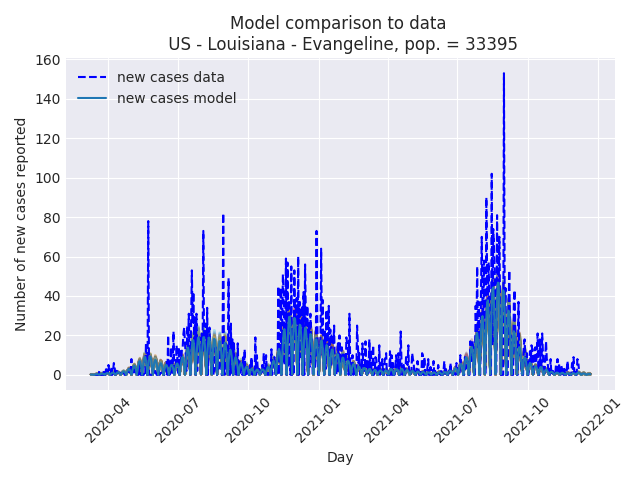 Model comparison to data
US - Louisiana - Evangeline, pop. = 33395
new cases data
new cases model
Number of new cases reported
160
140
120
100
80
60
40
20
0
2020-04
2020-07
2020-10
2021-01
2021-04
2021-07
2021-10
2022-01
Day